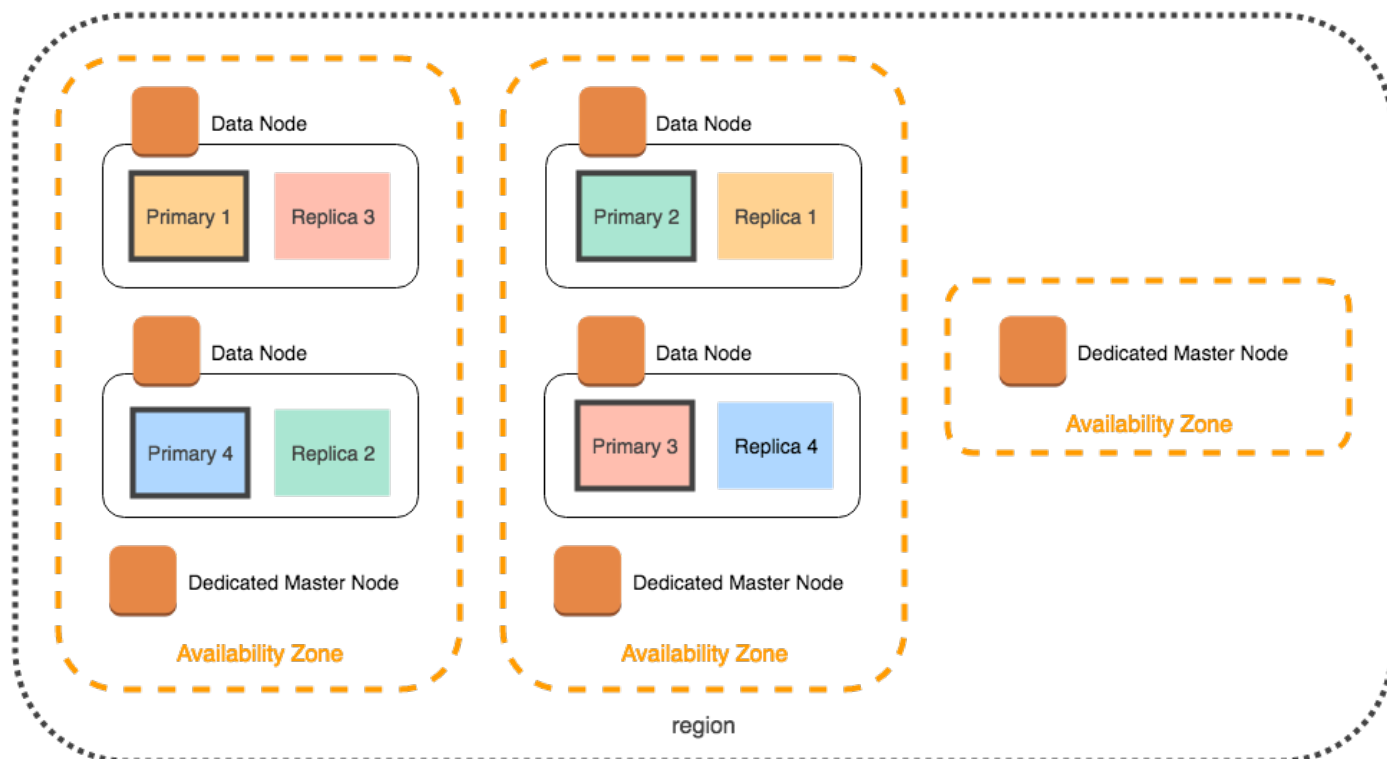 Data Node
Primary 1
Replica 3
Data Node
Primary 4
Replica 2
Dedicated Master Node
Availability Zone
Data Node
Primary 2
Replica 1
Data Node
Primary 3
Replica 4
Dedicated Master Node
Availability Zone
Dedicated Master Node
Availability Zone
region